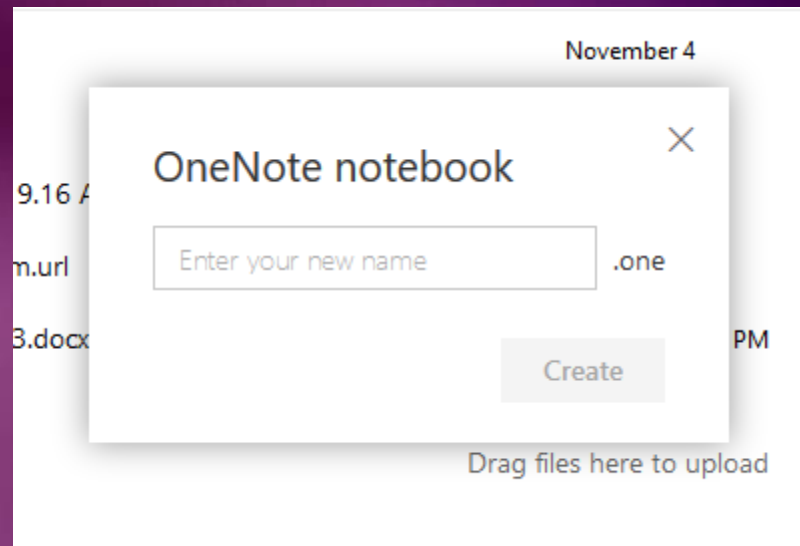 November 4
OneNote notebook
9.16 A
Enter your new name .one
m.url
3.docx
PM
Create
Drag files here to upload